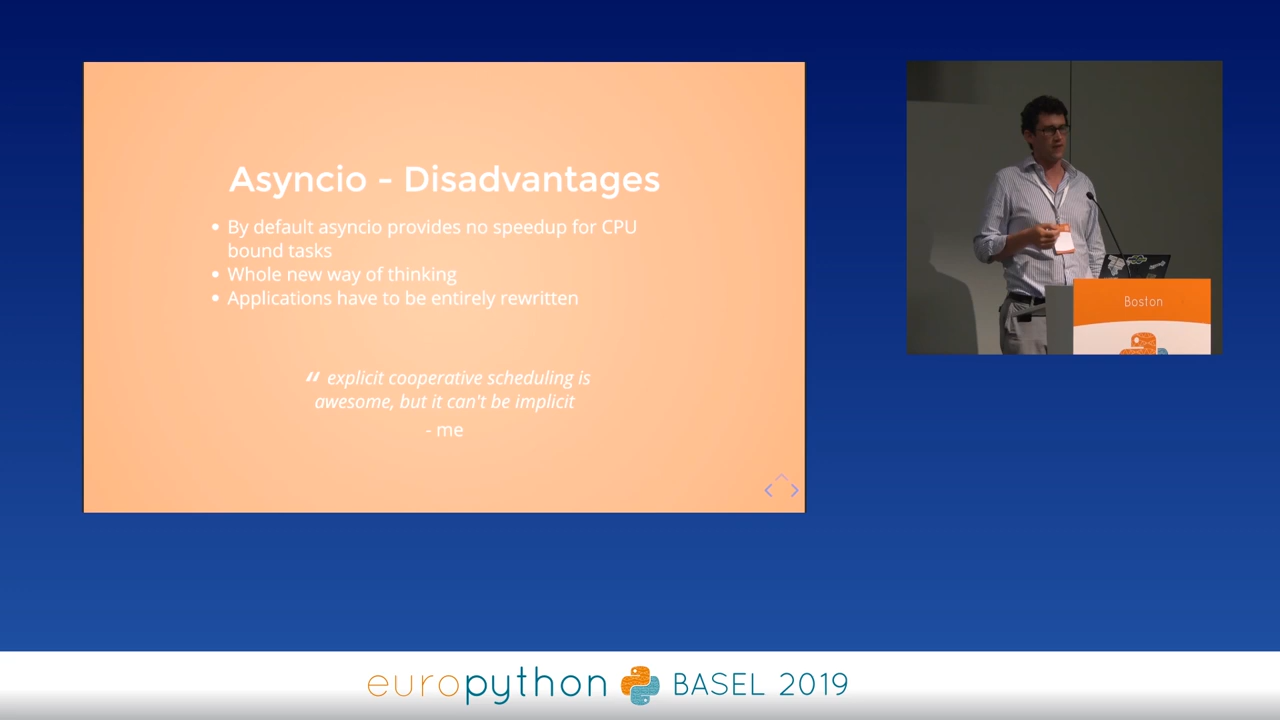 Asyncio - Disadvantages
• By default asyncio provides no speedup for CPU
bound tasks
• Whole new way of thinking
• Applications have to be entirely rewritten
“ explicit cooperative scheduling is
awesome, but it can't be implicit
- me
Boston
europython BASEL 2019